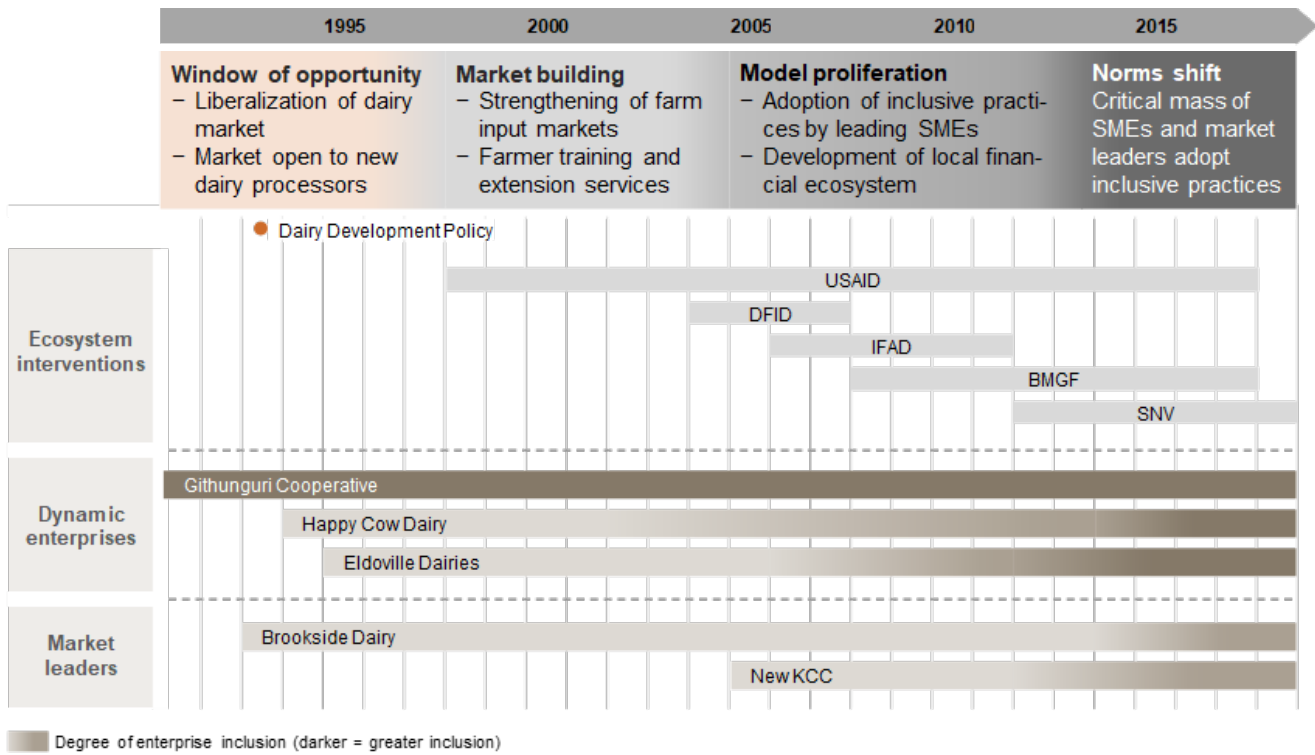 1995 2000 2005 2010 2015
Window of opportunity
– Liberalization of dairy
market
– Market open to new
dairy processors
Market building
– Strengthening of farm
input markets
– Farmer training and
extension services
Model proliferation
– Adoption of inclusive practi-
ces by leading SMEs
– Development of local finan-
cial ecosystem
Norms shift
Critical mass of
SMEs and market
leaders adopt
inclusive practices
Dairy Development Policy
Ecosystem
interventions
USAID
DFID
IFAD
BMGF
SNV
Dynamic
enterprises
Githunguri Cooperative
Happy Cow Dairy
Eldoville Dairies
Market
leaders
Brookside Dairy
New KCC
Degree of enterprise inclusion (darker = greater inclusion)